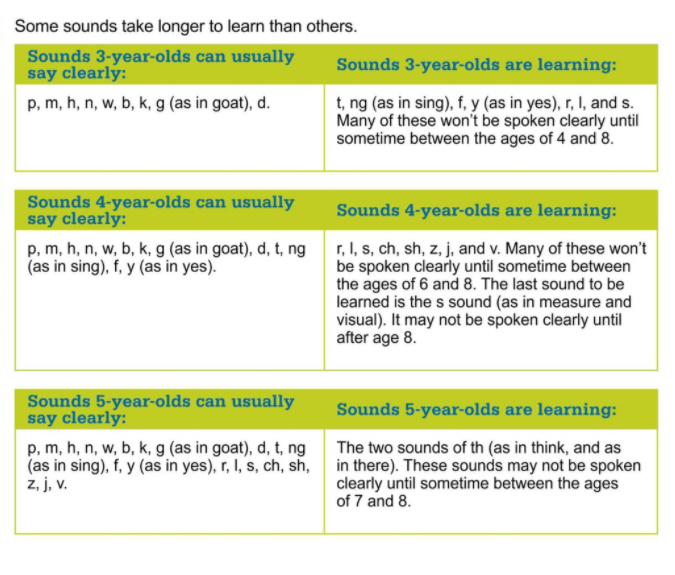 Some sounds take longer to learn than others.
Sounds 3-year-olds can usually
say clearly:
Sounds 3-year-olds are learning:
p, m, h, n, w, b, k, g (as in goat), d.
t, ng (as in sing), f, y (as in yes), r, l, and s.
Many of these won't be spoken clearly until
sometime between the ages of 4 and 8.
Sounds 4-year-olds can usually
say clearly:
Sounds 4-year-olds are learning:
p, m, h, n, w, b, k, g (as in goat), d, t, ng
(as in sing), f, y (as in yes).
r, l, s, ch, sh, z, j, and v. Many of these won't
be spoken clearly until sometime between
the ages of 6 and 8. The last sound to be
learned is the s sound (as in measure and
visual). It may not be spoken clearly until
after age 8.
Sounds 5-year-olds can usually
say clearly:
Sounds 5-year-olds are learning:
p, m, h, n, w, b, k, g (as in goat), d, t, ng
(as in sing), f, y (as in yes), r, l, s, ch, sh,
z, j, v.
The two sounds of th (as in think, and as
in there). These sounds may not be spoken
clearly until sometime between the ages
of 7 and 8.